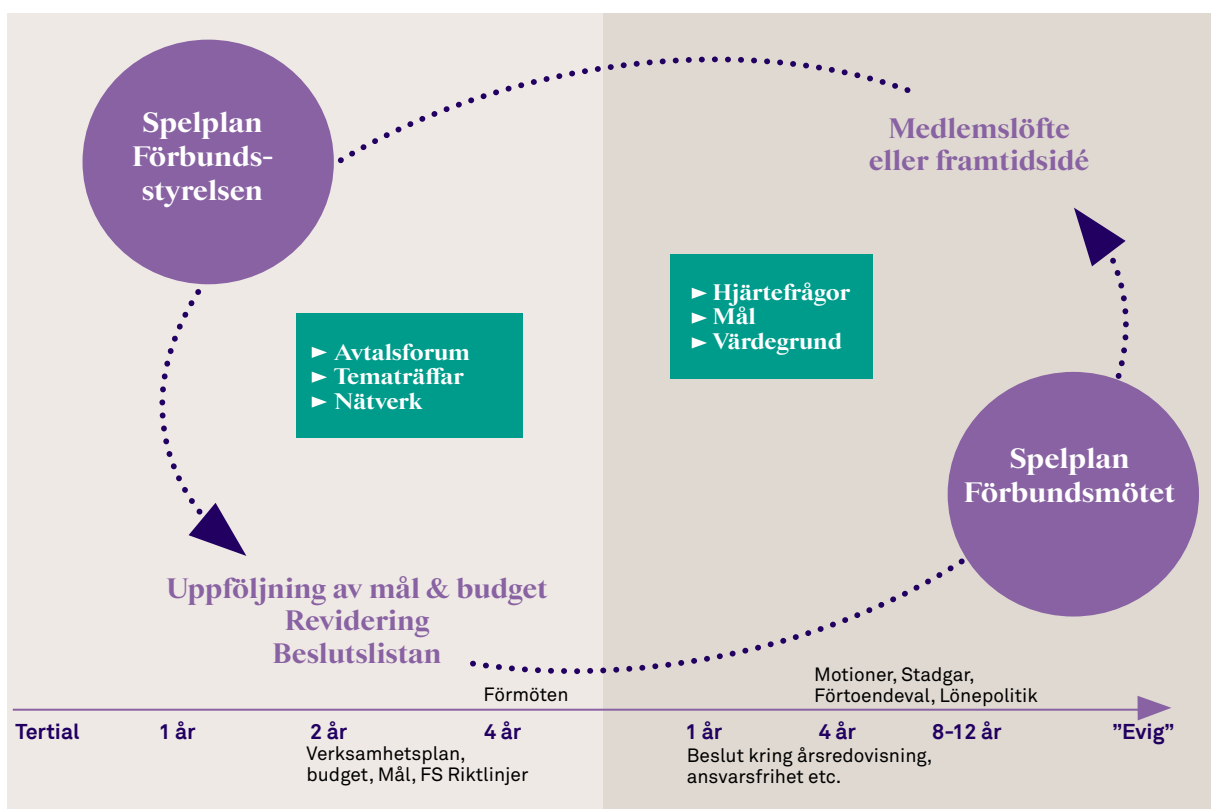 Spelplan
Förbunds-
styrelsen
Medlemslöfte
eller framtidsidé
► Hjärtefrågor
► Mål
► Värdegrund
► Avtalsforum
► Tematräffar
► Nätverk
Spelplan
Förbundsmötet
Uppföljning av mål & budget
Revidering
Beslutslistan
Förmöten
Motioner, Stadgar,
Förtoendeval, Lönepolitik
Tertial 1 år 2 år 4 år 1 år 4 år 8-12 år ”Evig”
Verksamhetsplan,
budget, Mål, FS Riktlinjer
Beslut kring årsredovisning,
ansvarsfrihet etc.